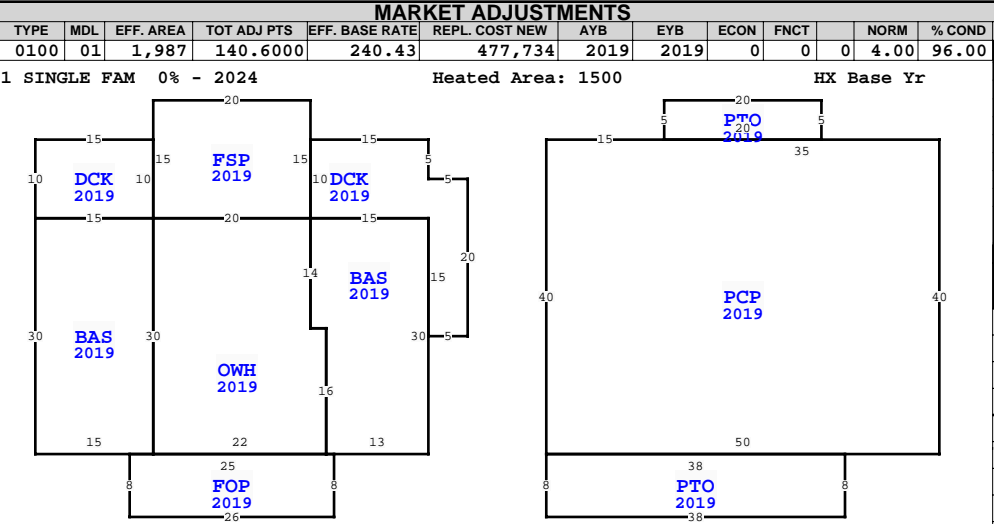 MARKET ADJUSTMENTS
TYPE MDL EFF. AREA TOT ADJ PTS EFF. BASE RATE REPL. COST NEW AYB EYB ECON FNCT NORM % COND
0100 01 1,987 140.6000 240.43 477,734 2019 2019 0 0 0 4.00 96.00
1 SINGLE FAM 0% - 2024 Heated Area: 1500 HX Base Yr
20 20
5 PTO 5
20
2019
15 15 15
15 FSP 15 5 35
2019
10 DCK 10 10 DCK 5
2019 2019
15 20 15
14 BAS 15 20
2019
40 PCP 40
2019
30 BAS 30 30 5
2019
OWH
2019
16
15 22 13 50
25 38
8 FOP 8 8 PTO 8
2019 2019
26 38